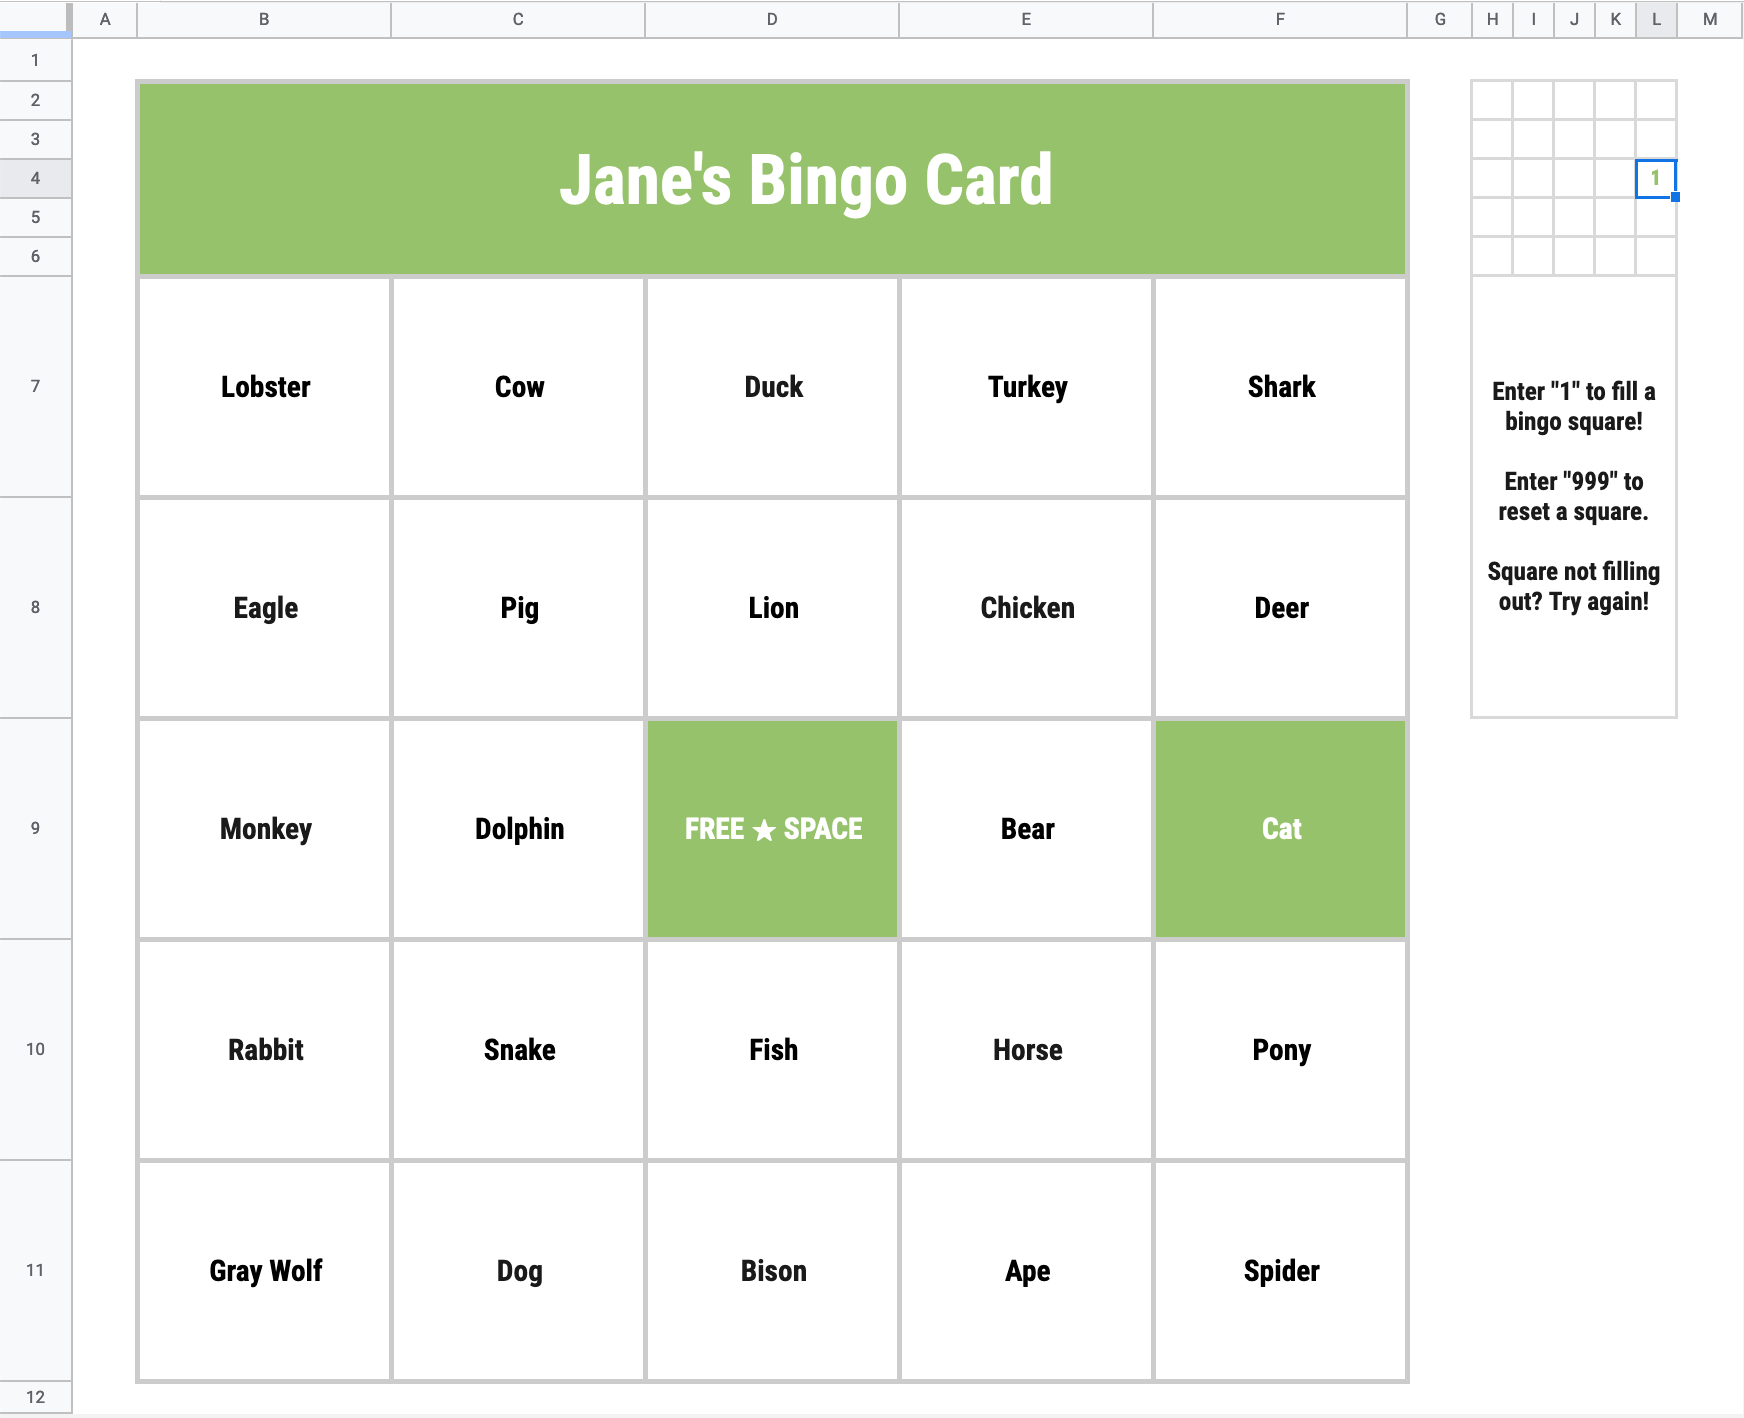 A B C D E F G H I J K L M
1
2
3
4 1
5
6
Jane's Bingo Card
7 Lobster Cow Duck Turkey Shark
Enter "1" to fill a
bingo square!
Enter "999" to
reset a square.
Square not filling
out? Try again!
8 Eagle Pig Lion Chicken Deer
9 Monkey Dolphin FREE ★ SPACE Bear Cat
10 Rabbit Snake Fish Horse Pony
11 Gray Wolf Dog Bison Ape Spider
12